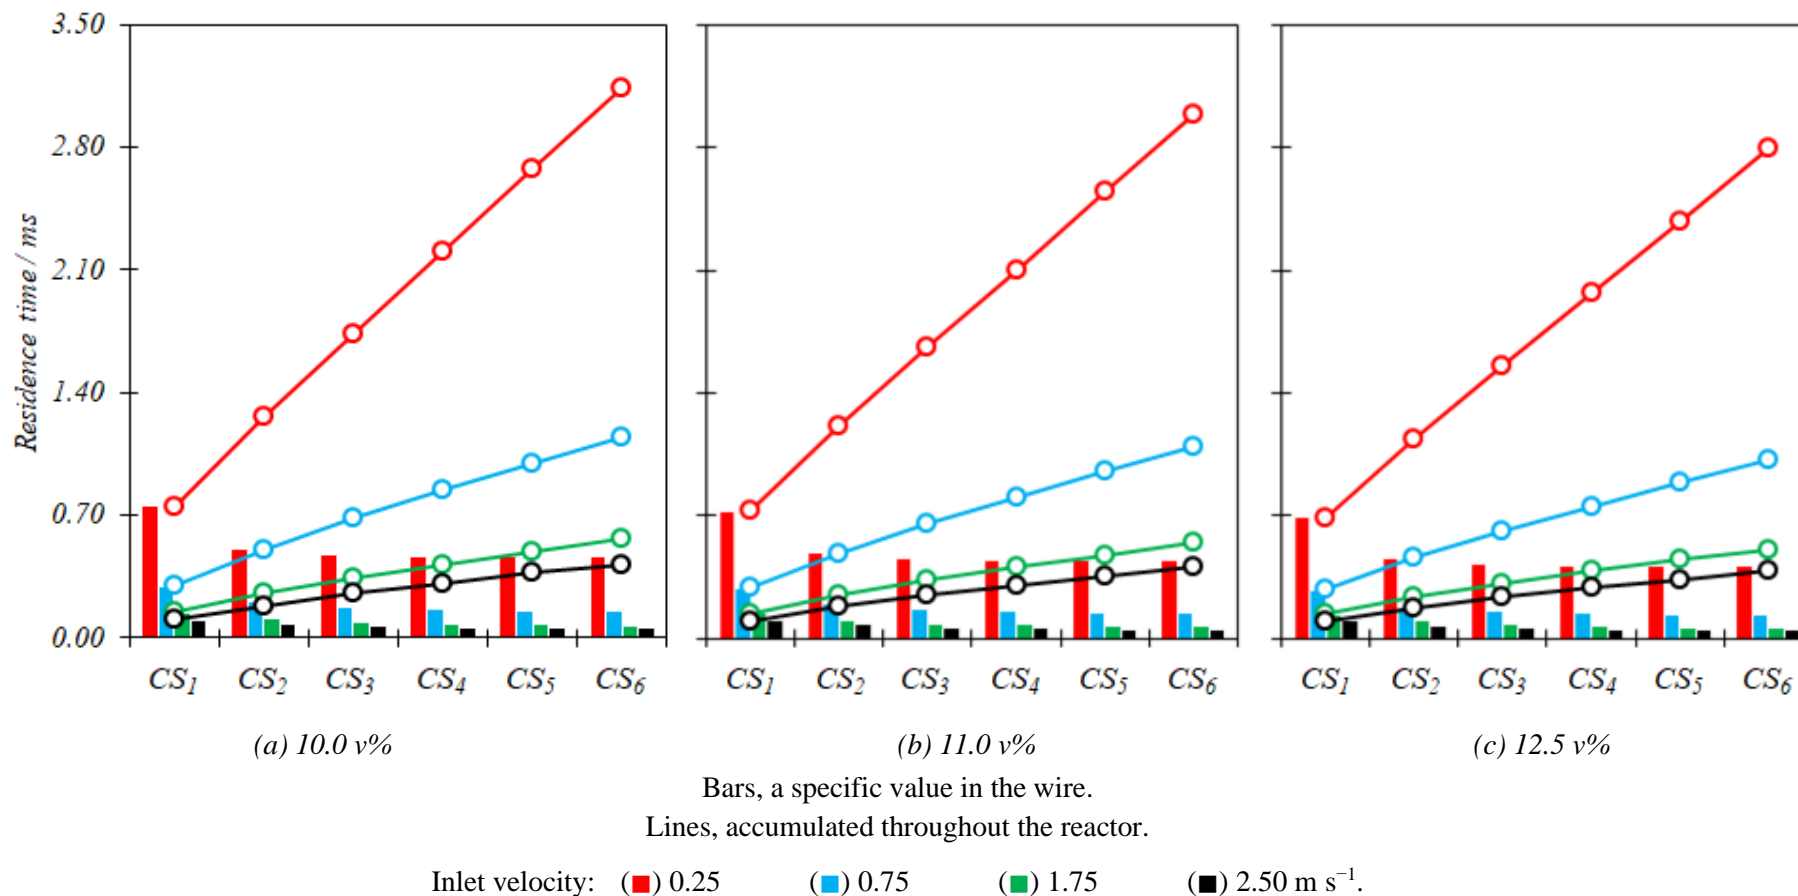 Residence time / ms
3.50
2.80
2.10
1.40
0.70
0.00
CS1 CS2 CS3 CS4 CS5 CS6
CS1 CS2 CS3 CS4 CS5 CS6
CS1 CS2 CS3 CS4 CS5 CS6
(a) 10.0 v%
(b) 11.0 v%
(c) 12.5 v%
Bars, a specific value in the wire.
Lines, accumulated throughout the reactor.
Inlet velocity: (■) 0.25 (■) 0.75 (■) 1.75 (■) 2.50 m s⁻¹.